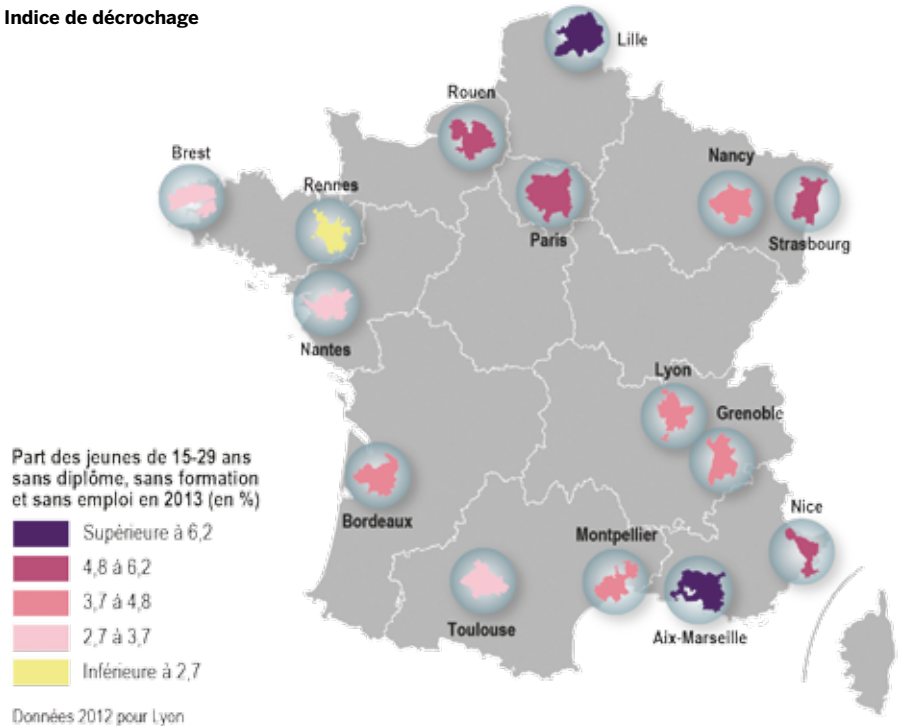 Indice de décrochage
Lille
Rouen
Brest
Nancy
Rennes
Paris
Strasbourg
Nantes
Lyon
Grenoble
Part des jeunes de 15-29 ans
sans diplôme, sans formation
et sans emploi en 2013 (en %)
Bordeaux
Nice
Supérieure à 6,2
Montpellier
4,8 à 6,2
3,7 à 4,8
2,7 à 3,7
Toulouse
Aix-Marseille
Inférieure à 2,7
Données 2012 pour Lyon